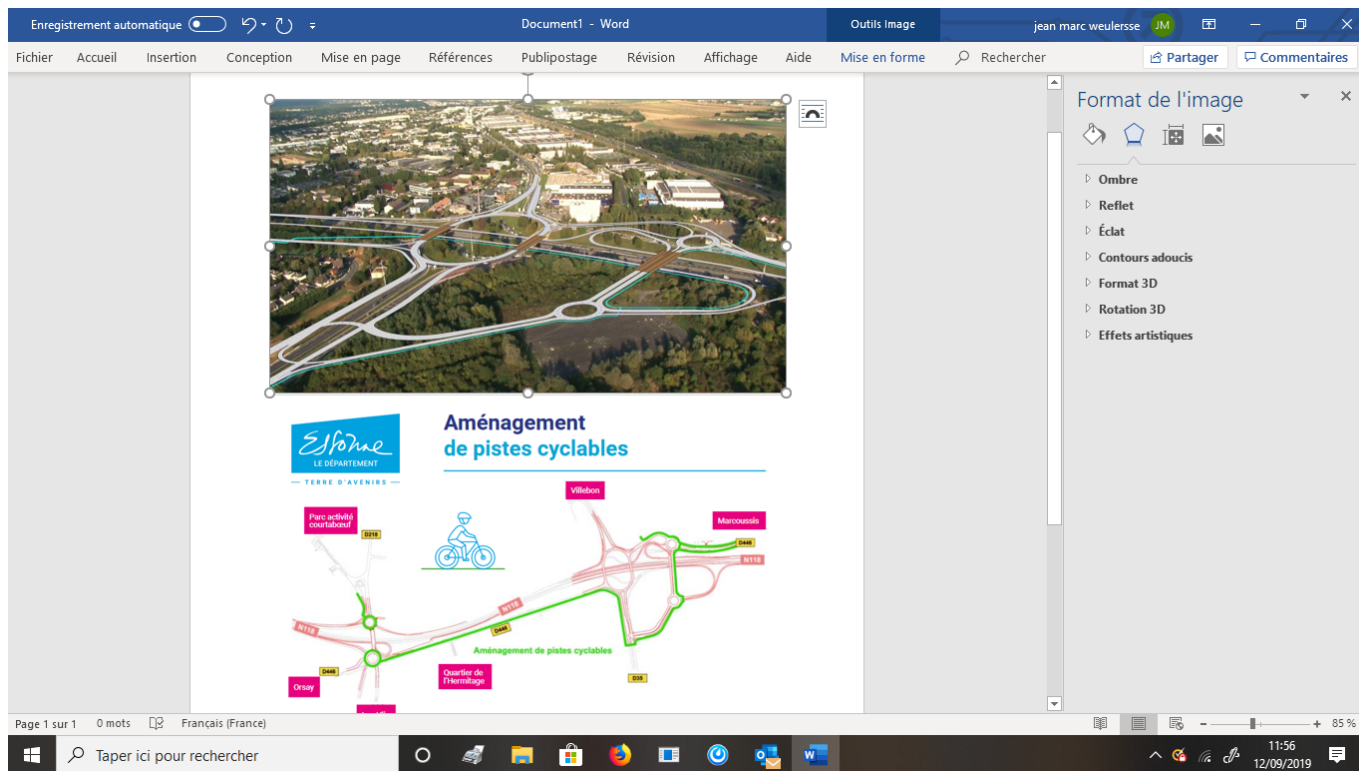 Enregistrement automatique
Document1 - Word
Outils Image
jean marc weulersse
JM
Fichier Accueil Insertion Conception Mise en page Références Publipostage Révision Affichage Aide Mise en forme Rechercher
Partager
Commentaires
Format de l'image
Ombre
Reflet
Éclat
Contours adoucis
Format 3D
Rotation 3D
Effets artistiques
Essonne
LE DÉPARTEMENT
TERRE D'AVENIRS
Aménagement
de pistes cyclables
Villebon
Parc activité
courtabœuf
D218
Marcoussis
D446
N118
N118
N118
D446
Aménagement de pistes cyclables
D446
Orsay
Quartier de
l'Hermitage
D35
Page 1 sur 1 0 mots Français (France)
85 %
Taper ici pour rechercher
11:56
12/09/2019